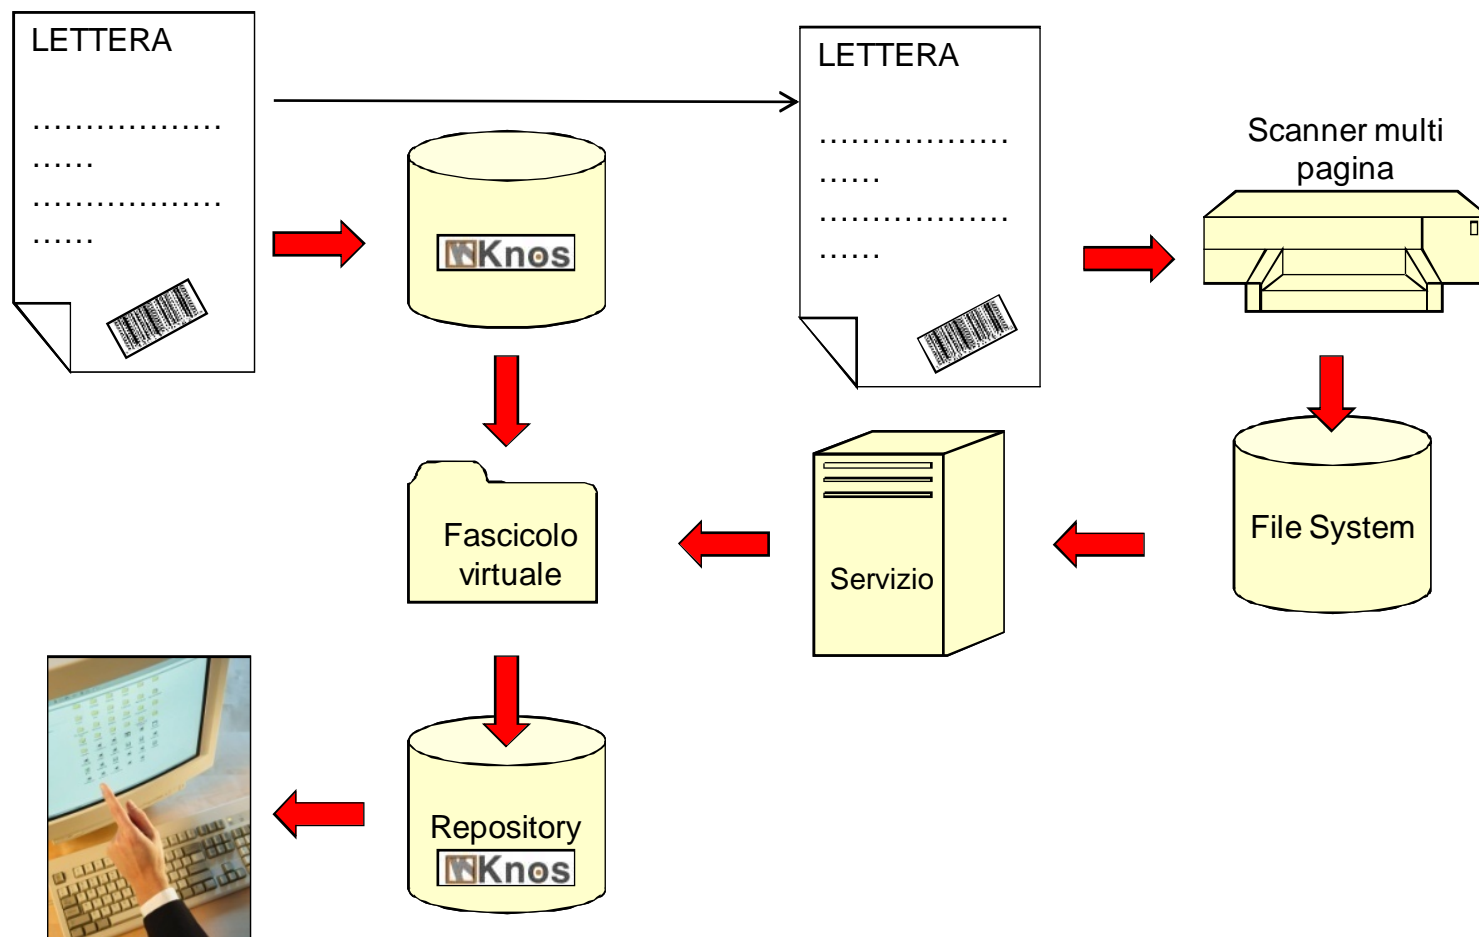 LETTERA
..................
......
..................
......
Knos
LETTERA
..................
......
..................
......
Scanner multi
pagina
Fascicolo
virtuale
Servizio
File System
Repository
Knos